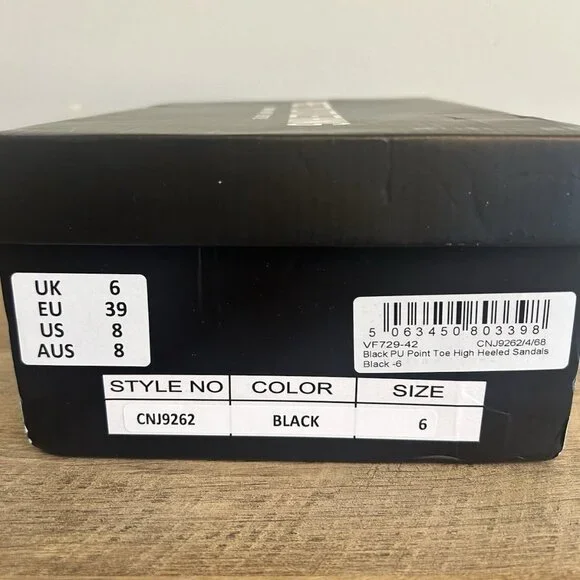 UK 6
EU 39
US 8
AUS 8
5 063450 803398
VF729-42 CNJ9262/4/68
Black PU Point Toe High Heeled Sandals
Black -6
STYLE NO COLOR SIZE
CNJ9262 BLACK 6